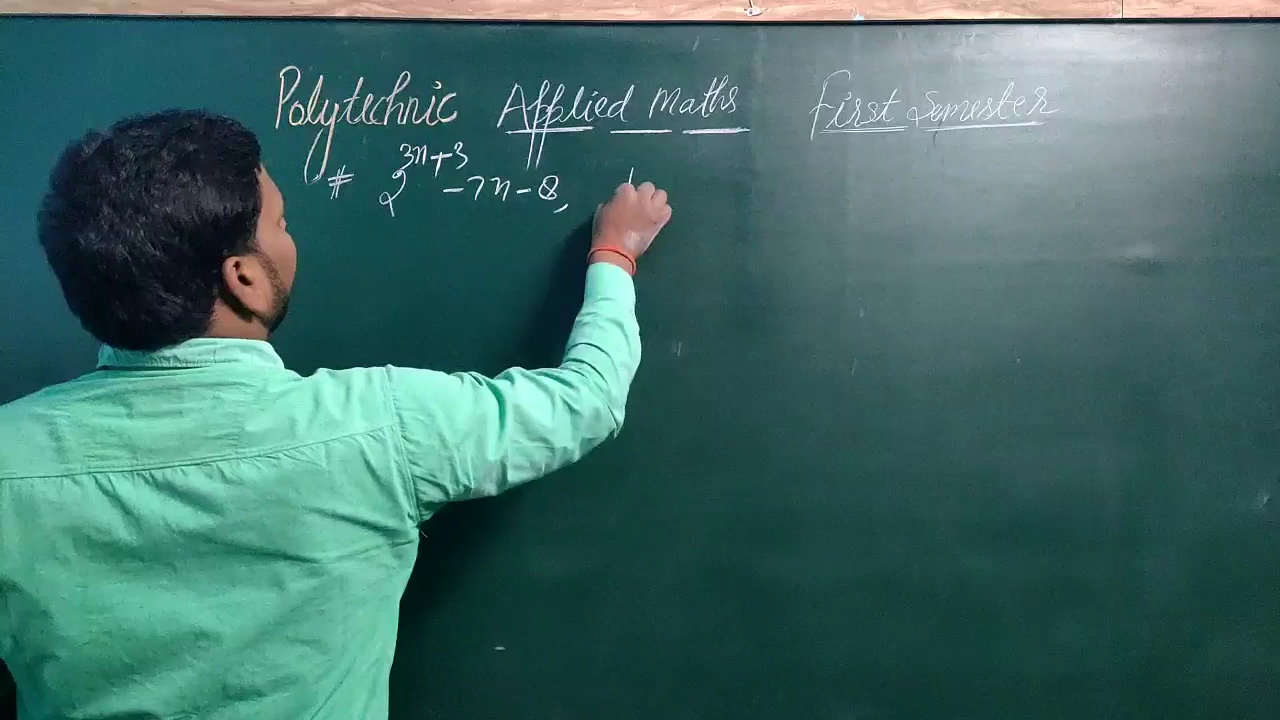 Polytechnic Applied Maths First Semester
# 2^{3n+3} -7n-8,